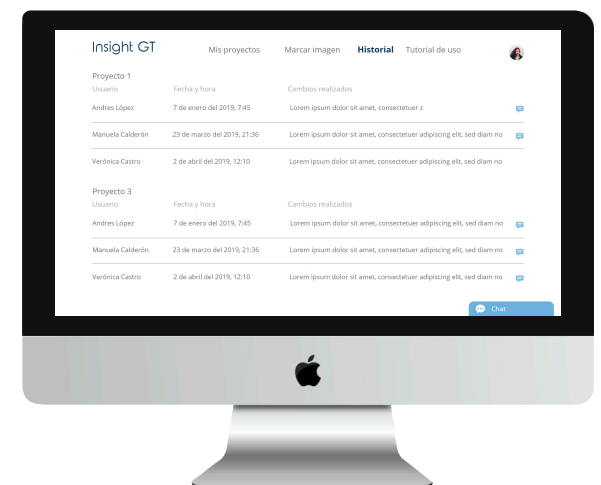 Insight GT Mis proyectos Marcar imagen Historial Tutorial de uso
Proyecto 1
Usuario Fecha y hora Cambios realizados
Andres López 7 de enero del 2019, 7:45 Lorem ipsum dolor sit amet, consectetuer z
Manuela Calderón 23 de marzo del 2019, 21:36 Lorem ipsum dolor sit amet, consectetuer adipiscing elit, sed diam no
Verónica Castro 2 de abril del 2019, 12:10 Lorem ipsum dolor sit amet, consectetuer adipiscing elit, sed diam no
Proyecto 3
Usuario Fecha y hora Cambios realizados
Andres López 7 de enero del 2019, 7:45 Lorem ipsum dolor sit amet, consectetuer adipiscing elit, sed diam no
Manuela Calderón 23 de marzo del 2019, 21:36 Lorem ipsum dolor sit amet, consectetuer adipiscing elit, sed diam no
Verónica Castro 2 de abril del 2019, 12:10 Lorem ipsum dolor sit amet, consectetuer adipiscing elit, sed diam no
Chat